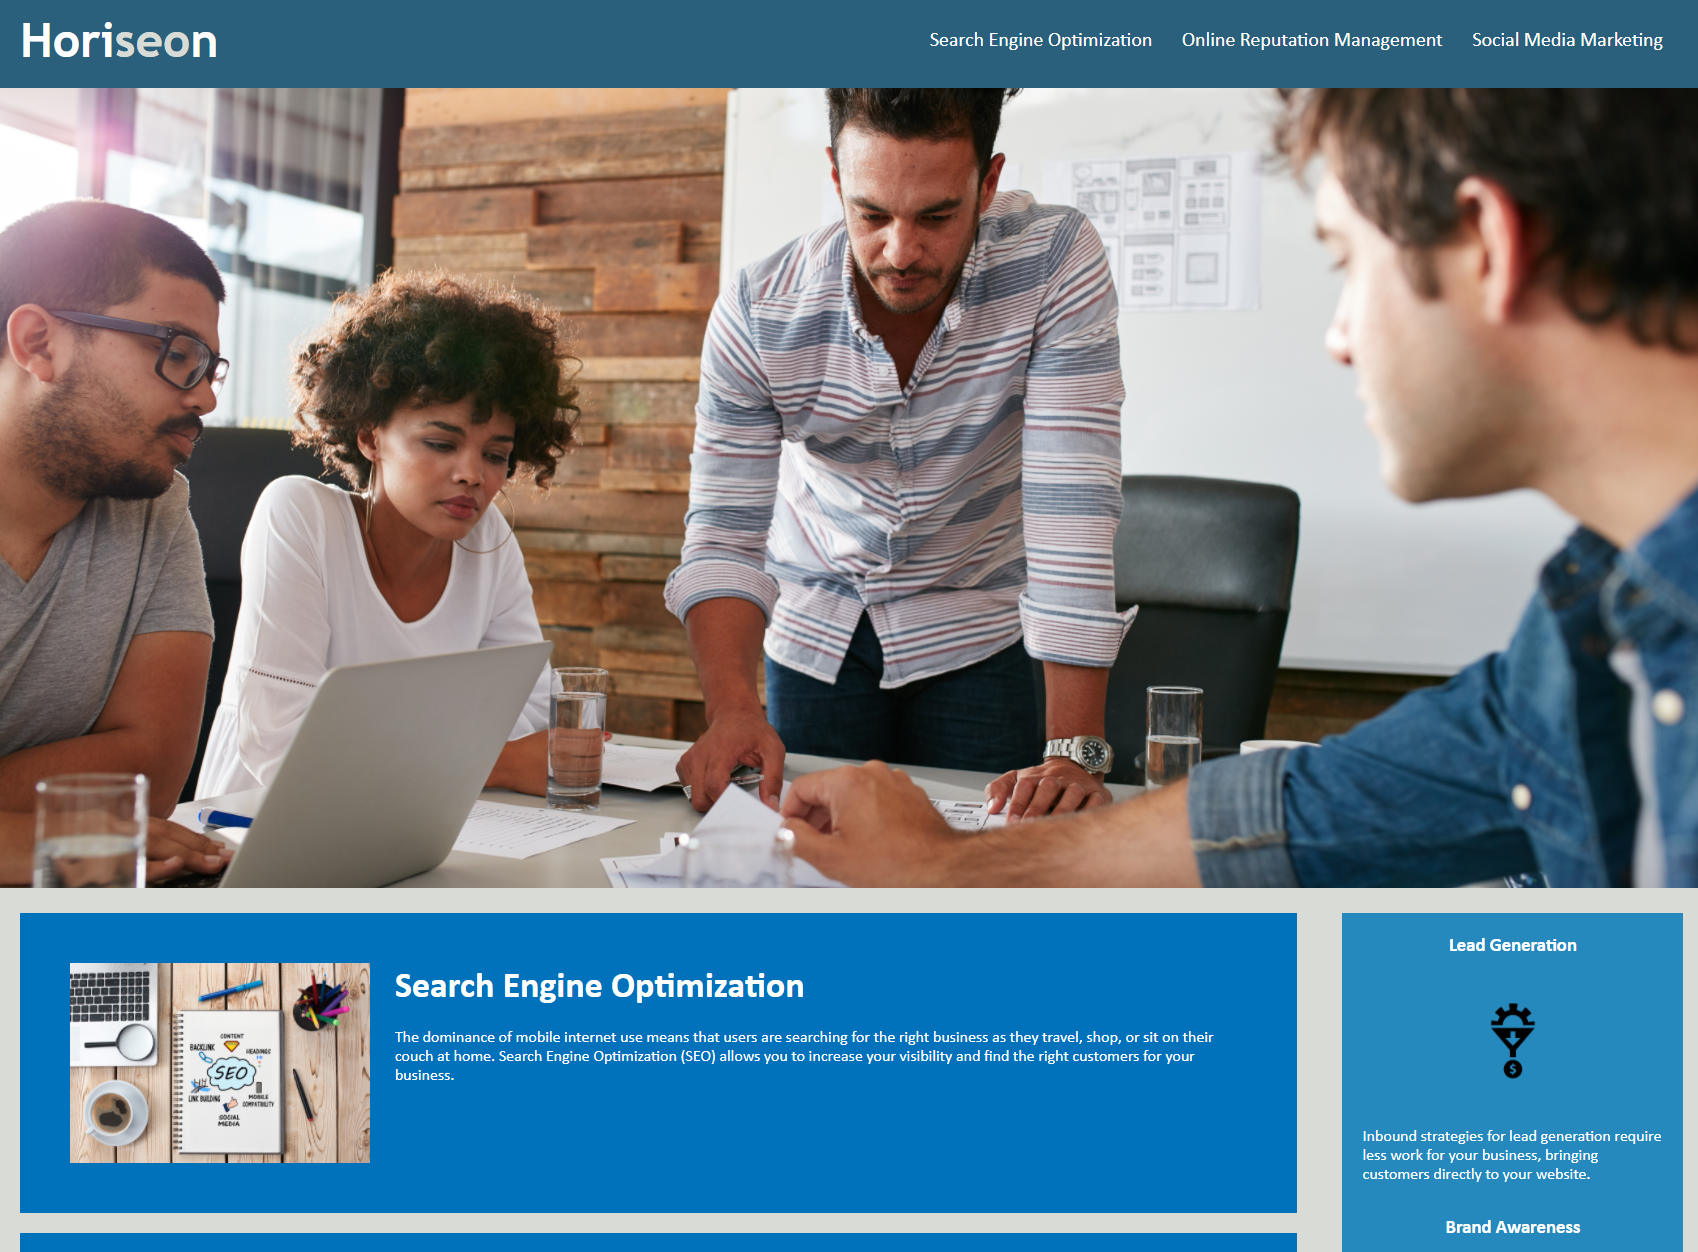 Horiseon
Search Engine Optimization Online Reputation Management Social Media Marketing
Search Engine Optimization
The dominance of mobile internet use means that users are searching for the right business as they travel, shop, or sit on their
couch at home. Search Engine Optimization (SEO) allows you to increase your visibility and find the right customers for your
business.
CONTENT
BACKLINK
HEADINGS
SEO
LINK BUILDING
MOBILE
COMPATIBILITY
SOCIAL
MEDIA
Lead Generation
$
Inbound strategies for lead generation require
less work for your business, bringing
customers directly to your website.
Brand Awareness